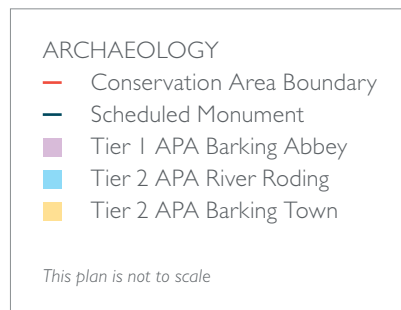 ARCHAEOLOGY
Conservation Area Boundary
Scheduled Monument
Tier 1 APA Barking Abbey
Tier 2 APA River Roding
Tier 2 APA Barking Town
This plan is not to scale